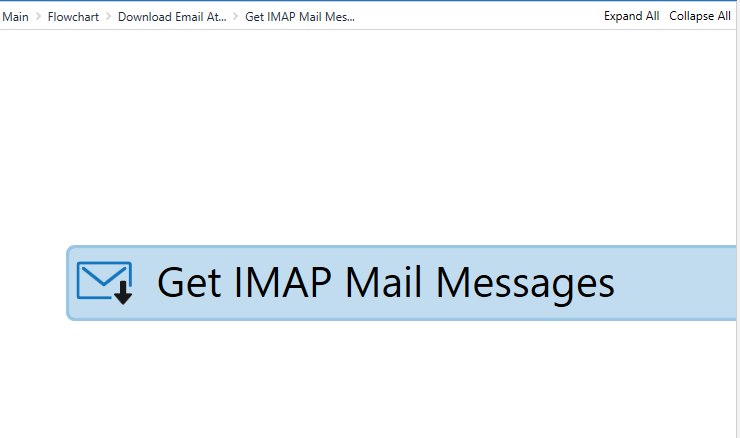 Main > Flowchart > Download Email At... > Get IMAP Mail Mes... Expand All Collapse All
Get IMAP Mail Messages